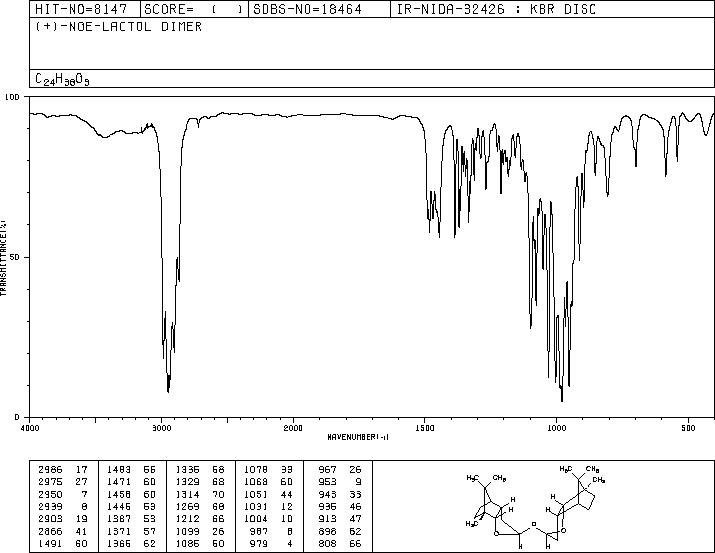 HIT-NO=8147 SCORE= ( ) SDBS-NO=18464 IR-NIDA-32426 : KBR DISC
(+)-NOE-LACTOL DIMER
C24H38O3
100
50
0
TRANSMITTANCE(%)
4000 3000 2000 1500 1000 500
WAVENUMBER(-1)
2986 17 1483 55 1336 68 1078 33 967 26
2975 27 1471 60 1329 68 1068 60 953 9
2950 7 1458 60 1314 70 1051 44 943 33
2939 8 1446 53 1269 68 1031 12 935 46
2903 19 1387 53 1212 66 1004 10 913 47
2866 41 1371 57 1099 26 987 8 898 62
1491 60 1366 62 1085 50 979 4 808 66
H3C CH3 H3C CH3
CH3
H H
H H
H3C
O O O
H H